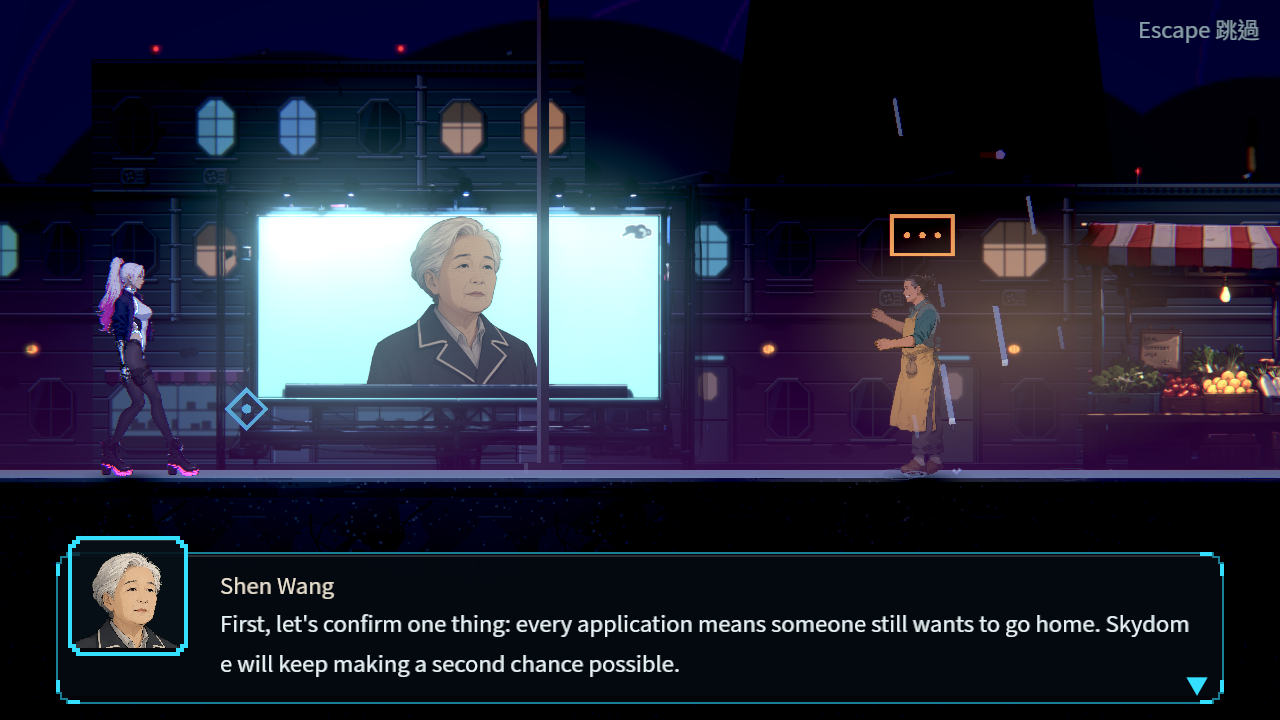 Escape 跳過
Shen Wang
First, let's confirm one thing: every application means someone still wants to go home. Skydom
e will keep making a second chance possible.